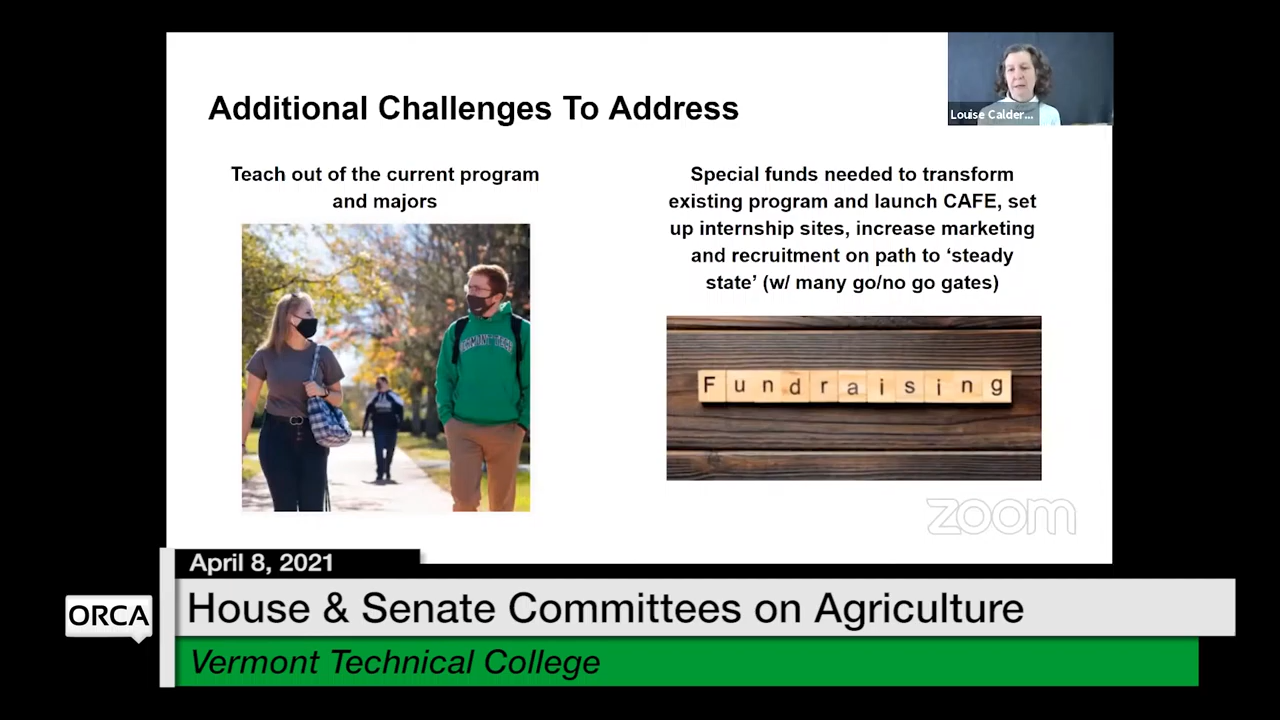 Additional Challenges To Address
Louise Calder...
Teach out of the current program
and majors
Special funds needed to transform
existing program and launch CAFE, set
up internship sites, increase marketing
and recruitment on path to ‘steady
state’ (w/ many go/no go gates)
VERMONT TECH
Fundraising
zoom
April 8, 2021
ORCA
House & Senate Committees on Agriculture
Vermont Technical College